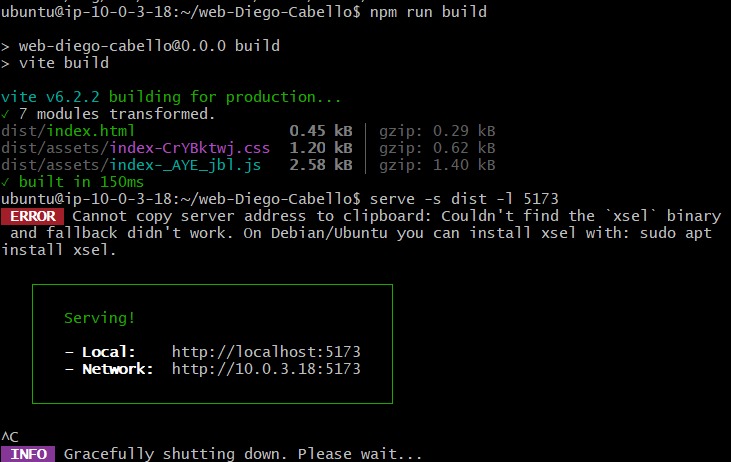 ubuntu@ip-10-0-3-18:~/web-Diego-Cabello$ npm run build
> web-diego-cabello@0.0.0 build
> vite build
vite v6.2.2 building for production...
✓ 7 modules transformed.
dist/index.html                  0.45 kB │ gzip: 0.29 kB
dist/assets/index-CrYBktwj.css   1.20 kB │ gzip: 0.62 kB
dist/assets/index-_AYE_jbl.js    2.58 kB │ gzip: 1.40 kB
✓ built in 150ms
ubuntu@ip-10-0-3-18:~/web-Diego-Cabello$ serve -s dist -l 5173
ERROR Cannot copy server address to clipboard: Couldn't find the `xsel` binary
and fallback didn't work. On Debian/Ubuntu you can install xsel with: sudo apt
install xsel.
Serving!
- Local:    http://localhost:5173
- Network:  http://10.0.3.18:5173
^C
INFO Gracefully shutting down. Please wait...